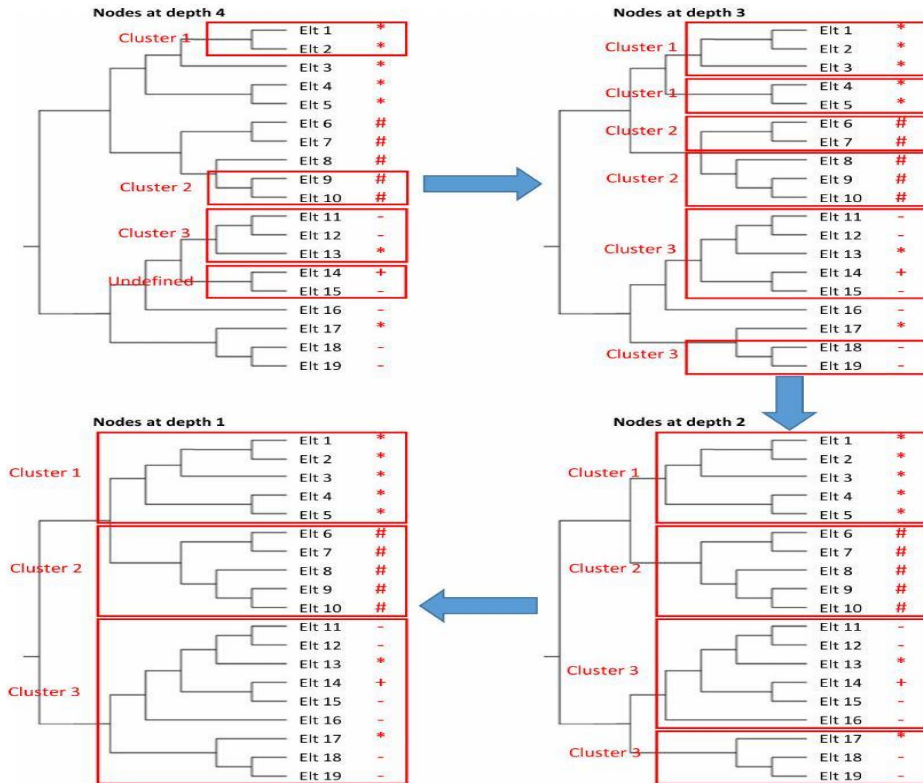 Nodes at depth 4
Cluster 1
Elt 1 *
Elt 2 *
Elt 3 *
Elt 4 *
Elt 5 *
Elt 6 #
Elt 7 #
Elt 8 #
Cluster 2
Elt 9 #
Elt 10 #
Elt 11 -
Cluster 3
Elt 12 -
Elt 13 *
Undefined
Elt 14 +
Elt 15 -
Elt 16 -
Elt 17 *
Elt 18 -
Elt 19 -
Nodes at depth 3
Elt 1 *
Cluster 1
Elt 2 *
Elt 3 *
Cluster 1
Elt 4 *
Elt 5 *
Cluster 2
Elt 6 #
Elt 7 #
Elt 8 #
Cluster 2
Elt 9 #
Elt 10 #
Elt 11 -
Elt 12 -
Cluster 3
Elt 13 *
Elt 14 +
Elt 15 -
Elt 16 -
Elt 17 *
Cluster 3
Elt 18 -
Elt 19 -
Nodes at depth 1
Elt 1 *
Elt 2 *
Cluster 1
Elt 3 *
Elt 4 *
Elt 5 *
Elt 6 #
Elt 7 #
Cluster 2
Elt 8 #
Elt 9 #
Elt 10 #
Elt 11 -
Elt 12 -
Elt 13 *
Elt 14 +
Cluster 3
Elt 15 -
Elt 16 -
Elt 17 *
Elt 18 -
Elt 19 -
Nodes at depth 2
Elt 1 *
Elt 2 *
Cluster 1
Elt 3 *
Elt 4 *
Elt 5 *
Elt 6 #
Elt 7 #
Cluster 2
Elt 8 #
Elt 9 #
Elt 10 #
Elt 11 -
Elt 12 -
Cluster 3
Elt 13 *
Elt 14 +
Elt 15 -
Elt 16 -
Elt 17 *
Cluster 3
Elt 18 -
Elt 19 -